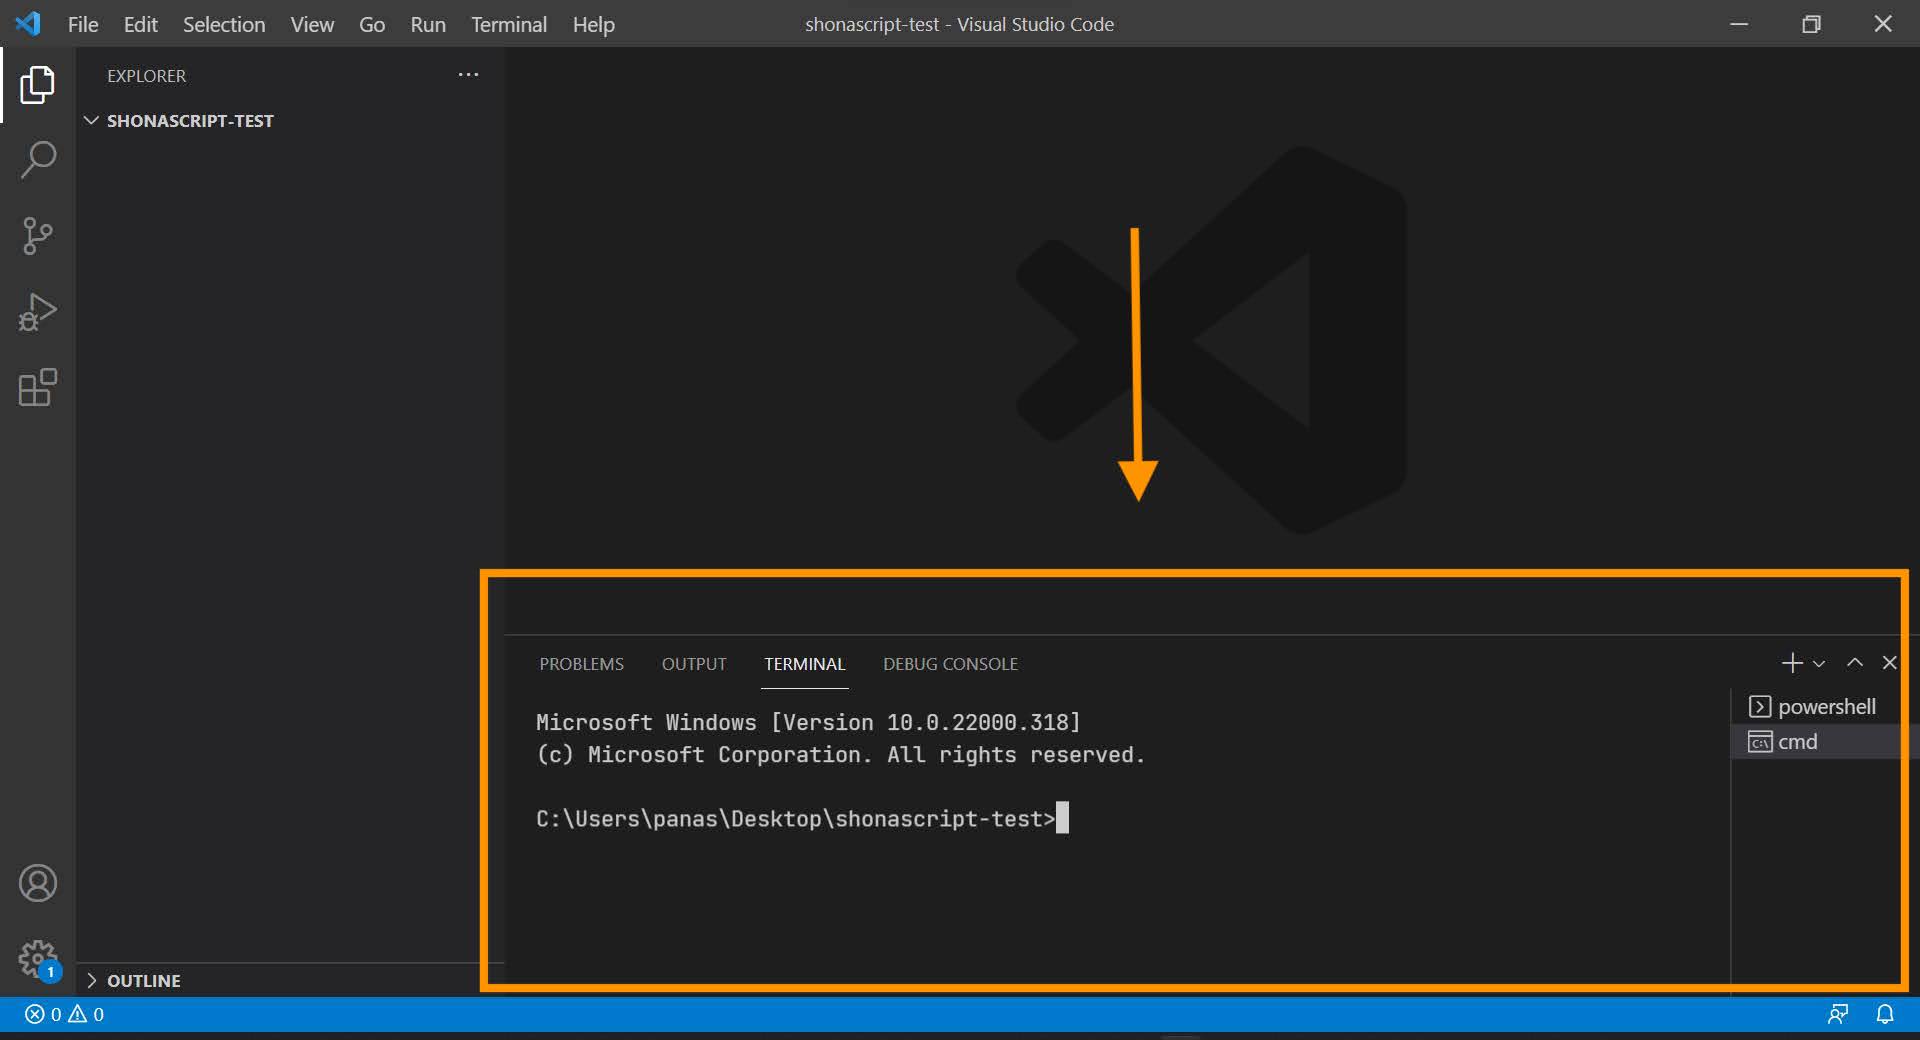 File Edit Selection View Go Run Terminal Help
shonascript-test - Visual Studio Code
EXPLORER
SHONASCRIPT-TEST
PROBLEMS OUTPUT TERMINAL DEBUG CONSOLE
Microsoft Windows [Version 10.0.22000.318]
(c) Microsoft Corporation. All rights reserved.
C:\Users\panas\Desktop\shonascript-test>
powershell
C:\ cmd
1
OUTLINE
0 0